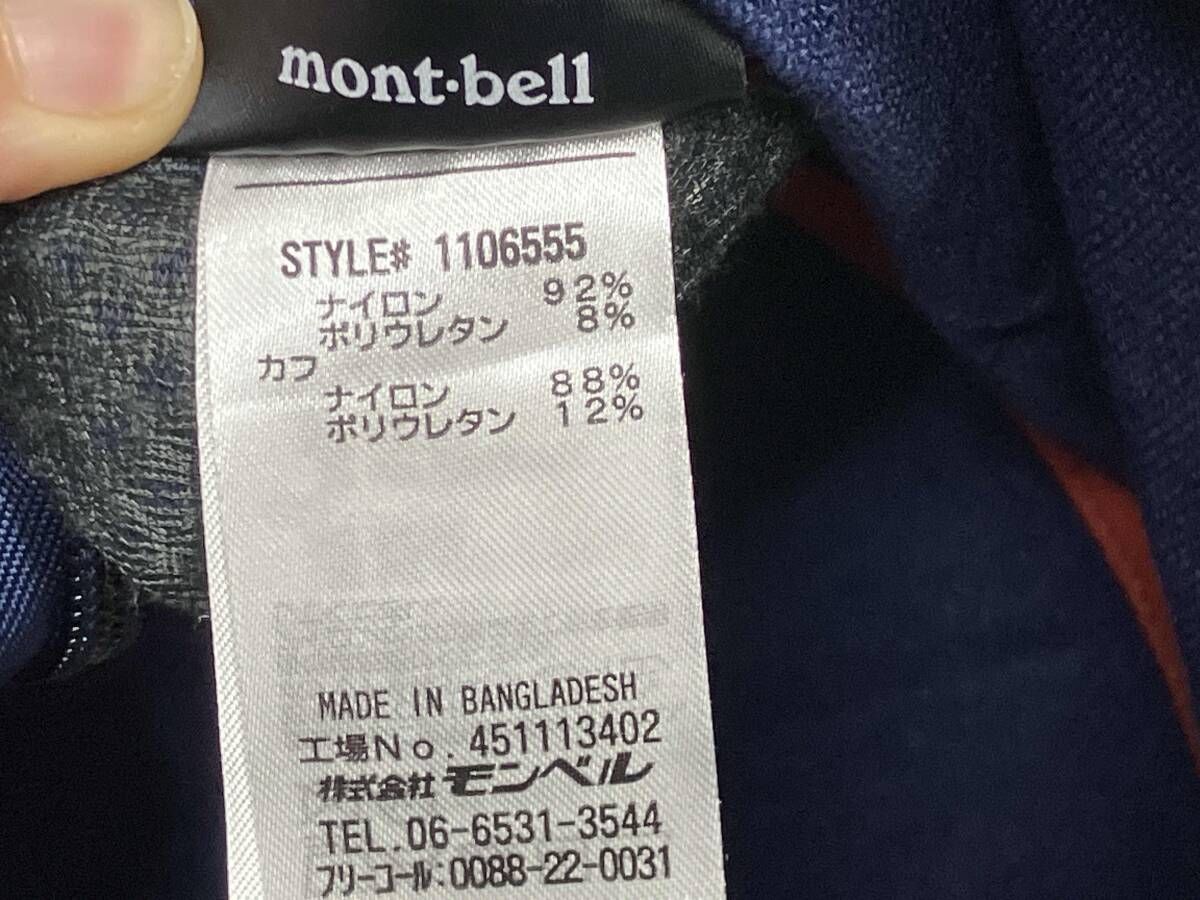 mont·bell
STYLE# 1106555
ナイロン 92%
ポリウレタン 8%
カフ
ナイロン 88%
ポリウレタン 12%
MADE IN BANGLADESH
工場No. 451113402
株式会社 モンベル
TEL.06-6531-3544
フリーコール:0088-22-0031